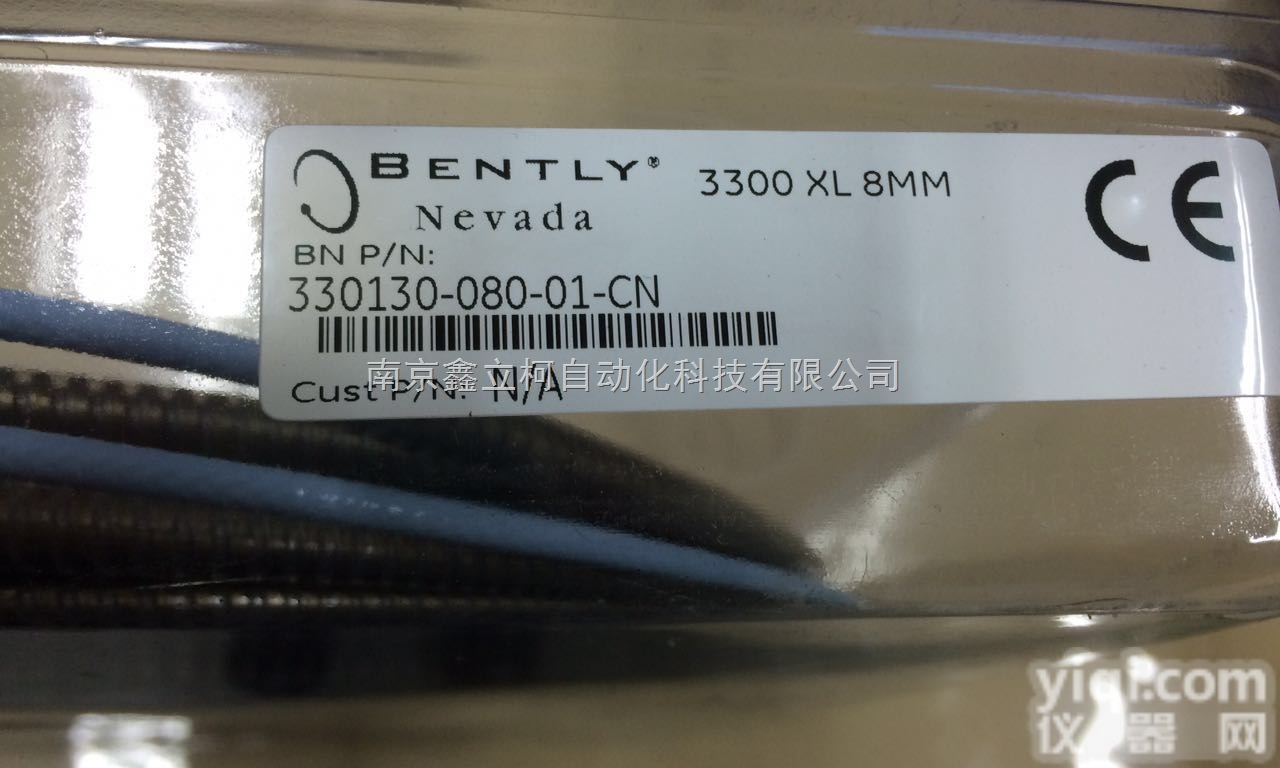 BENTLY®
Nevada
3300 XL 8MM
CE
BN P/N:
330130-080-01-CN
南京鑫立柯自动化科技有限公司
Cust P/N: N/A
yiqi.com
仪器网